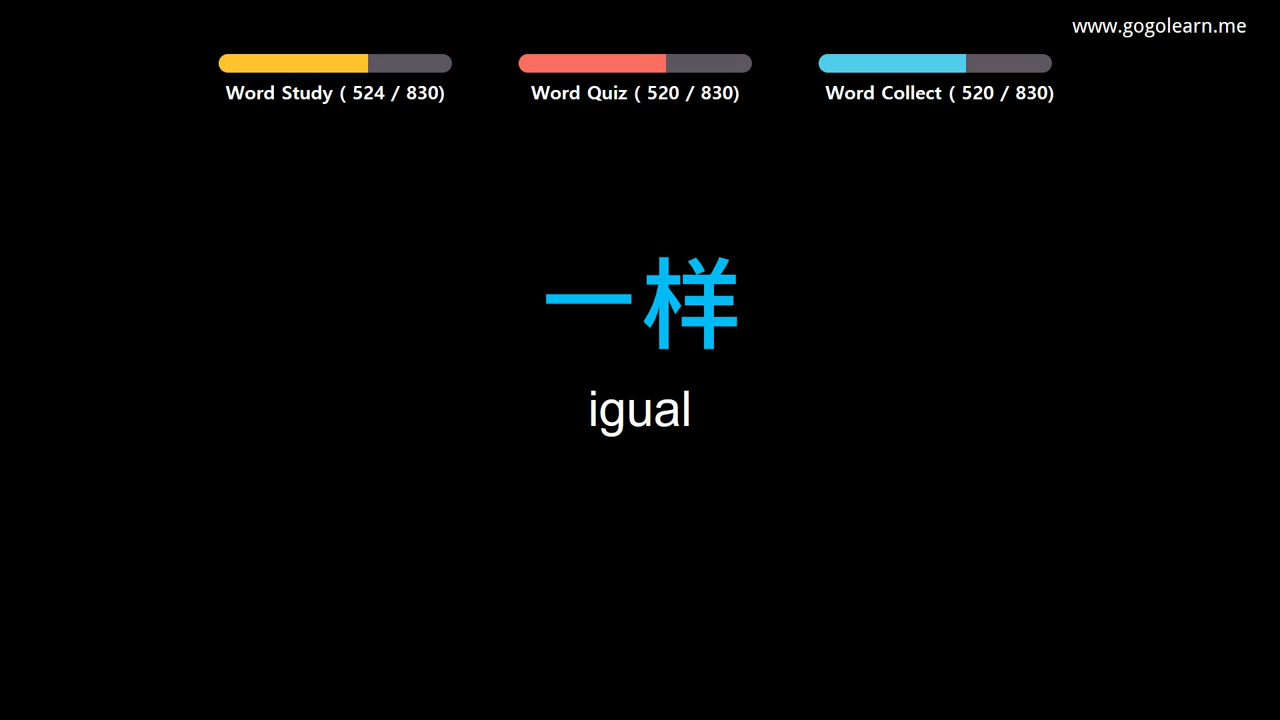 www.gogolearn.me
Word Study ( 524 / 830)
Word Quiz ( 520 / 830)
Word Collect ( 520 / 830)
一样
igual